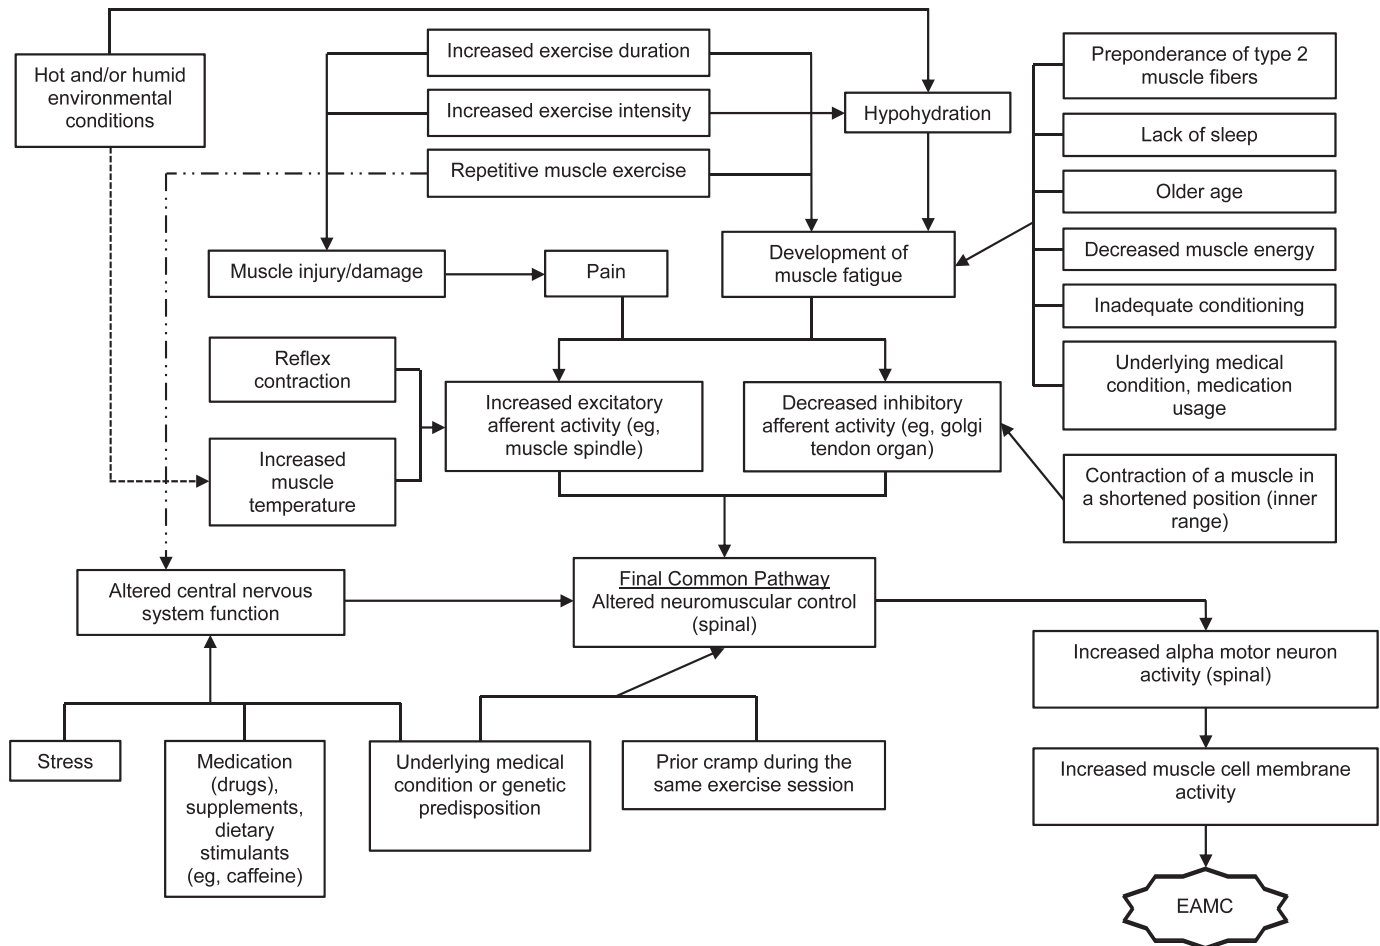 Hot and/or humid
environmental
conditions
Increased exercise duration
Increased exercise intensity
Repetitive muscle exercise
Hypohydration
Preponderance of type 2
muscle fibers
Lack of sleep
Older age
Decreased muscle energy
Inadequate conditioning
Underlying medical
condition, medication
usage
Muscle injury/damage
Pain
Development of
muscle fatigue
Reflex
contraction
Increased
muscle
temperature
Increased excitatory
afferent activity (eg,
muscle spindle)
Decreased inhibitory
afferent activity (eg, golgi
tendon organ)
Contraction of a muscle in
a shortened position (inner
range)
Altered central nervous
system function
Final Common Pathway
Altered neuromuscular control
(spinal)
Increased alpha motor neuron
activity (spinal)
Stress
Medication
(drugs),
supplements,
dietary
stimulants
(eg, caffeine)
Underlying medical
condition or genetic
predisposition
Prior cramp during the
same exercise session
Increased muscle cell membrane
activity
EAMC